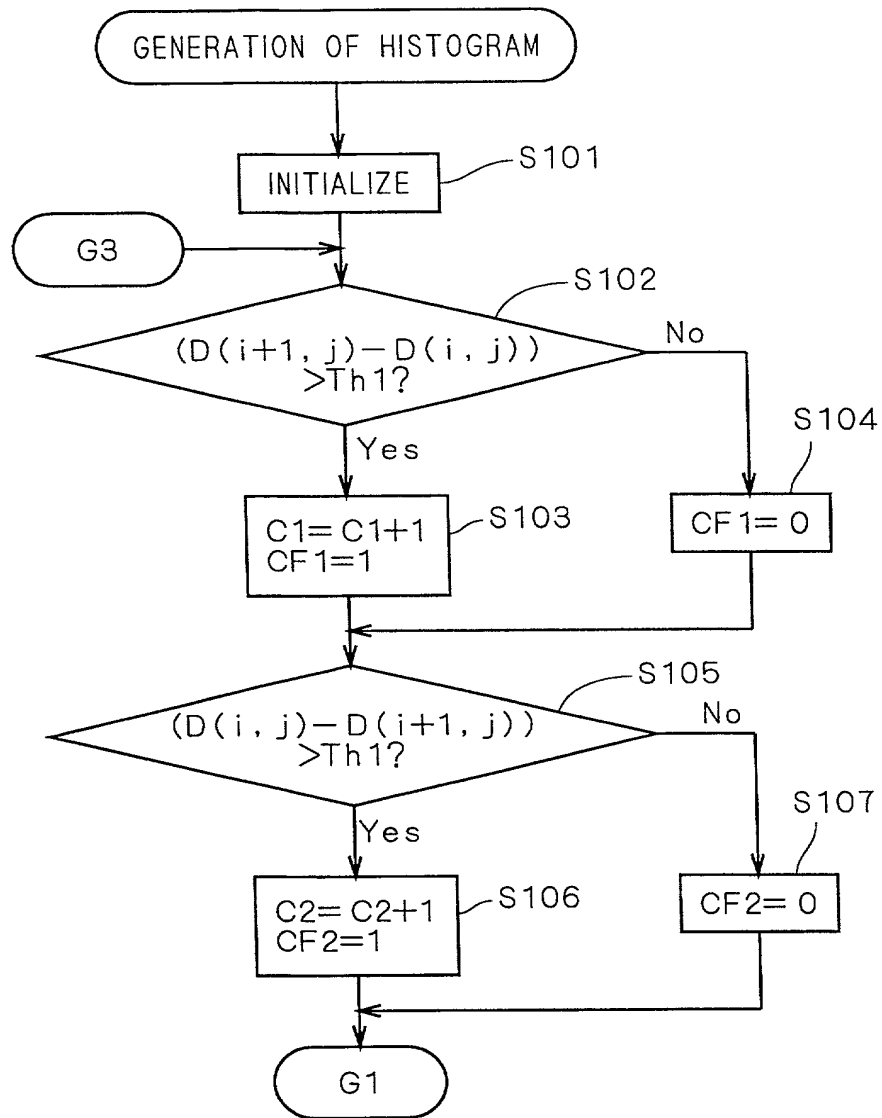 GENERATION OF HISTOGRAM
S101
INITIALIZE
G3
S102
(D(i+1, j)−D(i, j))
>Th1?
No
Yes
S104
S103
C1=C1+1
CF1=1
CF1=0
S105
(D(i, j)−D(i+1, j))
>Th1?
No
Yes
S107
S106
C2=C2+1
CF2=1
CF2=0
G1